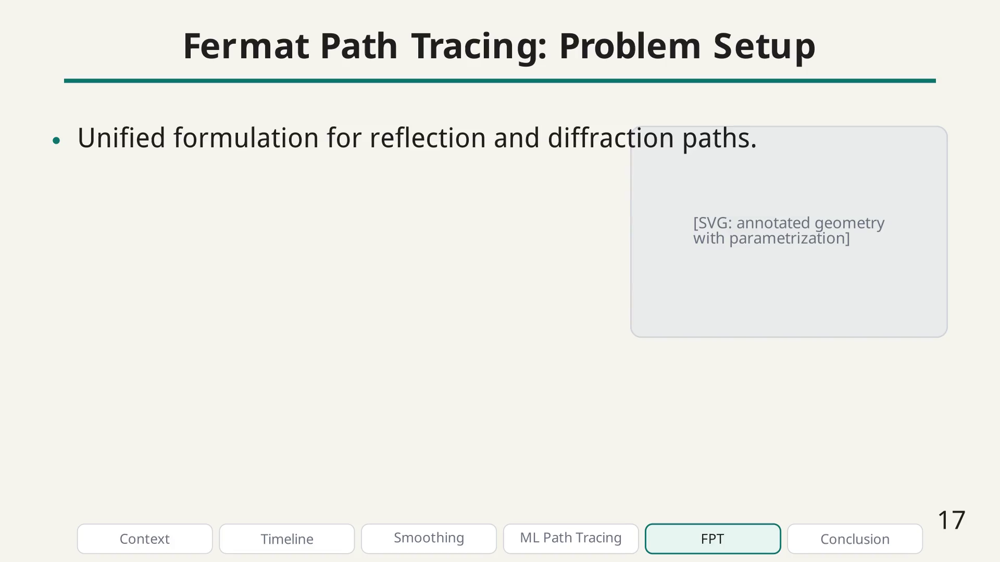 Fermat Path Tracing: Problem Setup
• Unified formulation for reflection and diffraction paths.
[SVG: annotated geometry
with parametrization]
17
Context
Timeline
Smoothing
ML Path Tracing
FPT
Conclusion